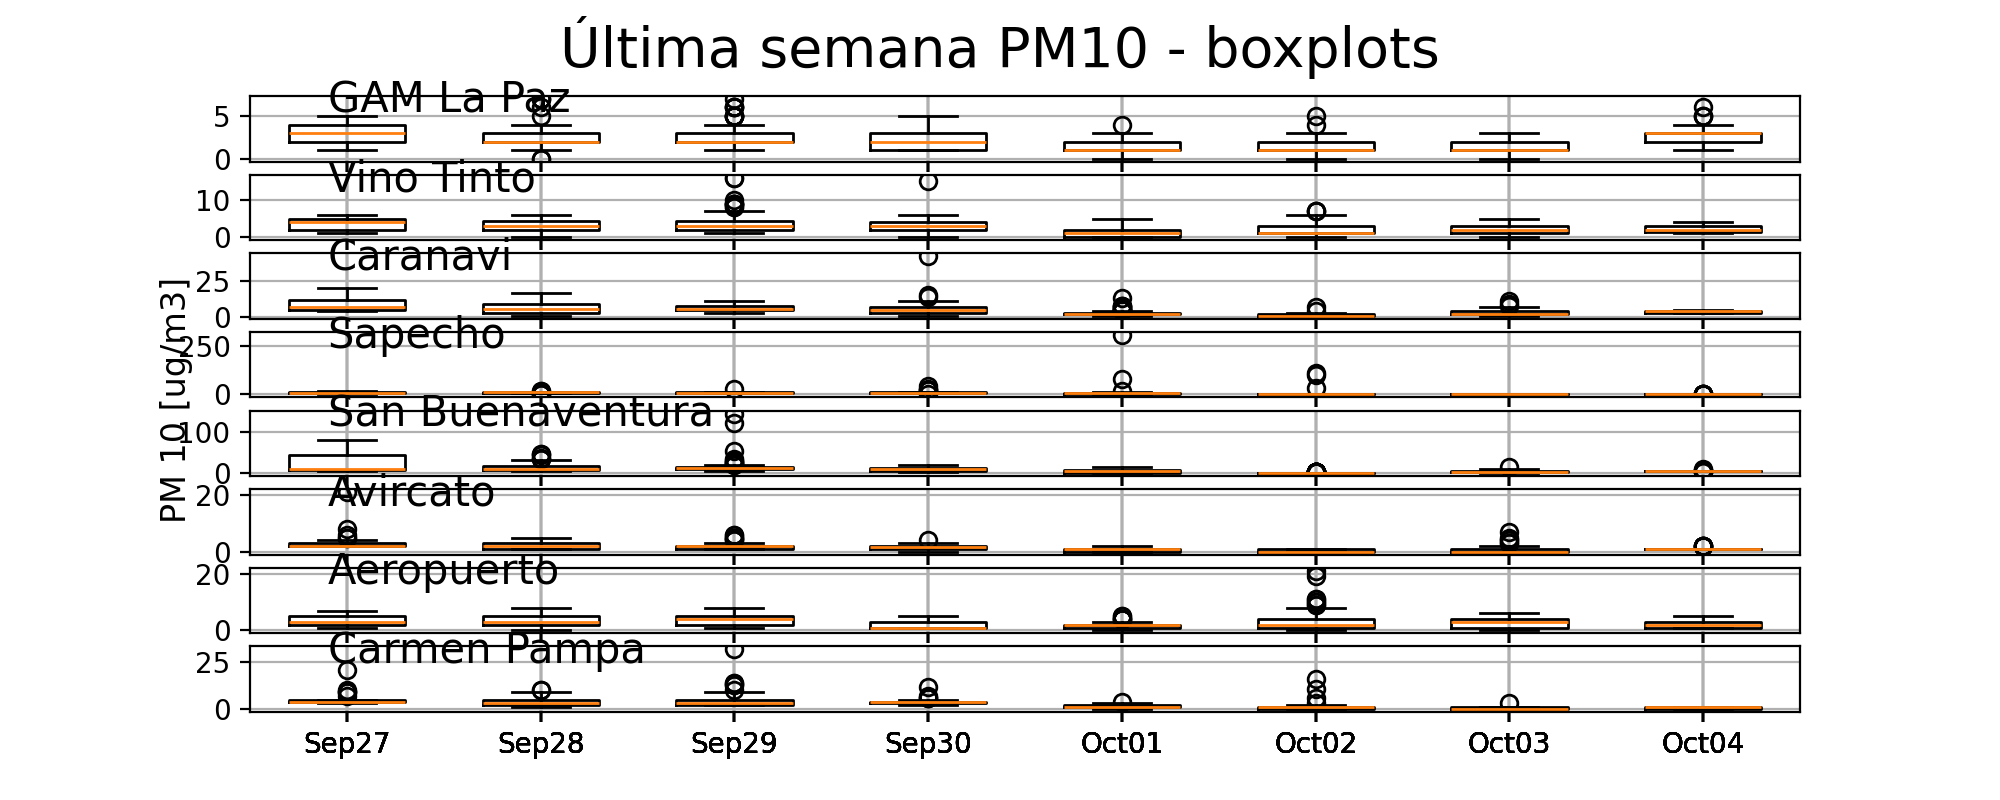 Última semana PM10 - boxplots
GAM La Paz
5
0
Vino Tinto
10
0
Caranavi
25
0
Sapecho
250
0
San Buenaventura
100
0
Avircato
20
0
Aeropuerto
20
0
Carmen Pampa
25
0
PM 10 [ug/m3]
Sep27 Sep28 Sep29 Sep30 Oct01 Oct02 Oct03 Oct04